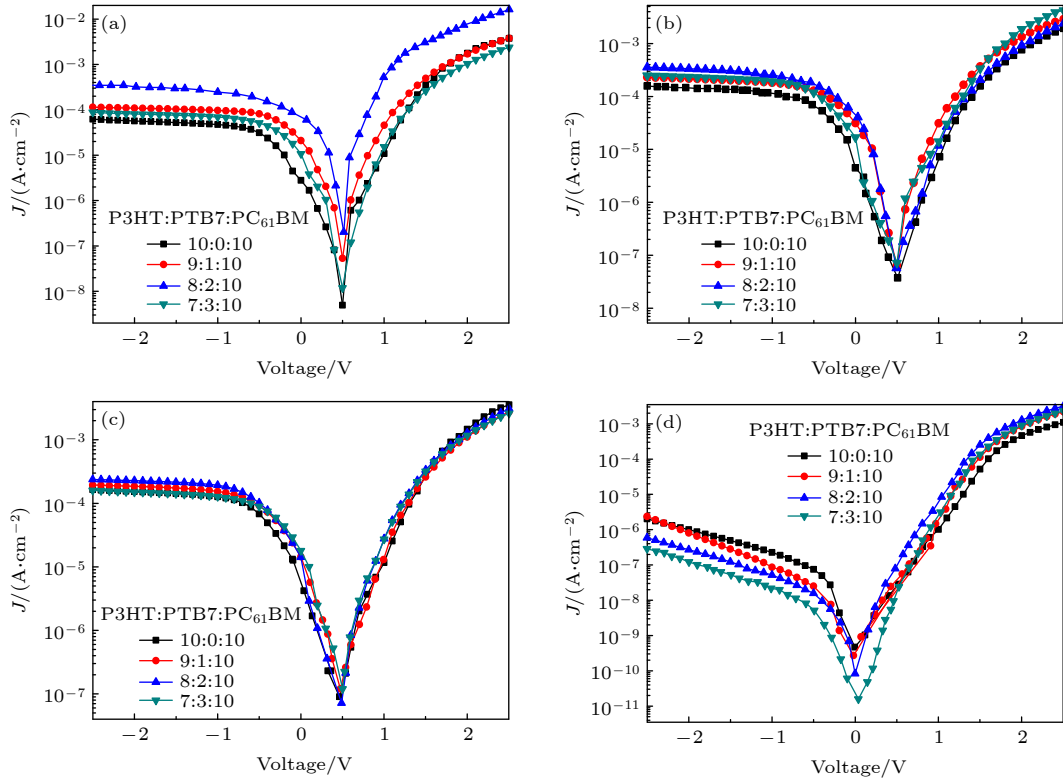 (a)
10⁻²
10⁻³
10⁻⁴
10⁻⁵
10⁻⁶
10⁻⁷
10⁻⁸
J/(A·cm⁻²)
P3HT:PTB7:PC₆₁BM
10:0:10
9:1:10
8:2:10
7:3:10
−2 −1 0 1 2
Voltage/V
(b)
10⁻³
10⁻⁴
10⁻⁵
10⁻⁶
10⁻⁷
10⁻⁸
J/(A·cm⁻²)
P3HT:PTB7:PC₆₁BM
10:0:10
9:1:10
8:2:10
7:3:10
−2 −1 0 1 2
Voltage/V
(c)
10⁻³
10⁻⁴
10⁻⁵
10⁻⁶
10⁻⁷
J/(A·cm⁻²)
P3HT:PTB7:PC₆₁BM
10:0:10
9:1:10
8:2:10
7:3:10
−2 −1 0 1 2
Voltage/V
(d)
10⁻³
10⁻⁴
10⁻⁵
10⁻⁶
10⁻⁷
10⁻⁸
10⁻⁹
10⁻¹⁰
10⁻¹¹
J/(A·cm⁻²)
P3HT:PTB7:PC₆₁BM
10:0:10
9:1:10
8:2:10
7:3:10
−2 −1 0 1 2
Voltage/V